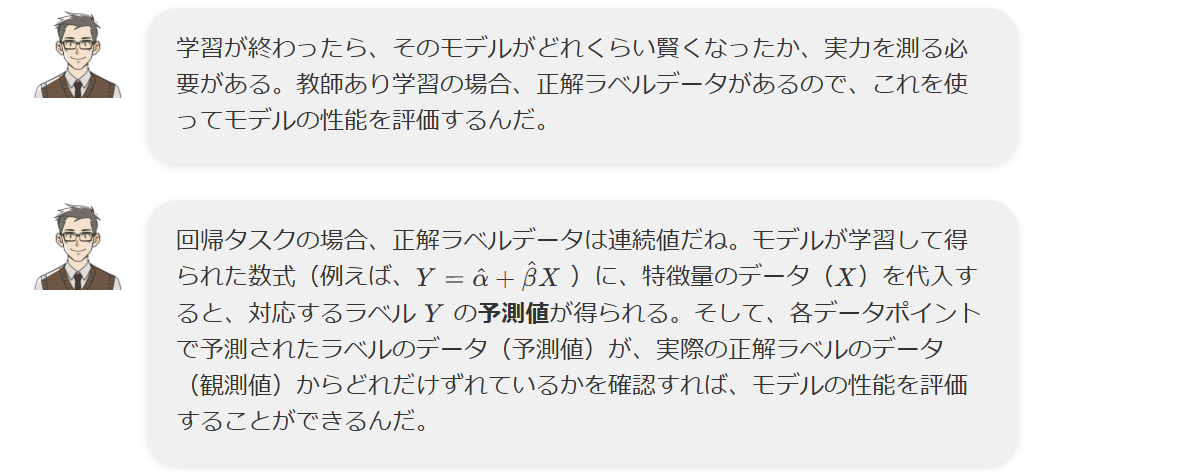 学習が終わったら、そのモデルがどれくらい賢くなったか、実力を測る必
要がある。教師あり学習の場合、正解ラベルデータがあるので、これを使
ってモデルの性能を評価するんだ。
回帰タスクの場合、正解ラベルデータは連続値だね。モデルが学習して得
られた数式（例えば、Y = α̂ + β̂X ）に、特徴量のデータ（X）を代入す
ると、対応するラベル Y の予測値が得られる。そして、各データポイント
で予測されたラベルのデータ（予測値）が、実際の正解ラベルのデータ
（観測値）からどれだけずれているかを確認すれば、モデルの性能を評価
することができるんだ。